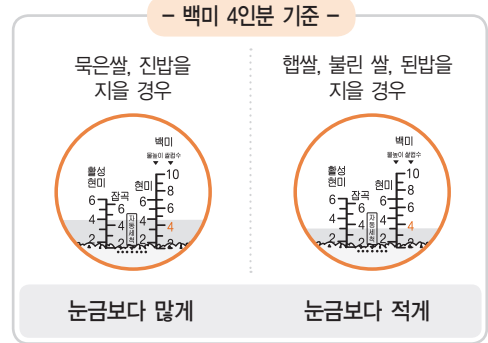 - 백미 4인분 기준 -
묵은쌀, 진밥을
지을 경우
백미
물높이 쌀컵수
활성
현미
잡곡
현미
10
8
6
4
2
6
4
2
6
4
2
6
4
2
자동세척
눈금보다 많게
햅쌀, 불린 쌀, 된밥을
지을 경우
백미
물높이 쌀컵수
활성
현미
잡곡
현미
10
8
6
4
2
6
4
2
6
4
2
6
4
2
자동세척
눈금보다 적게